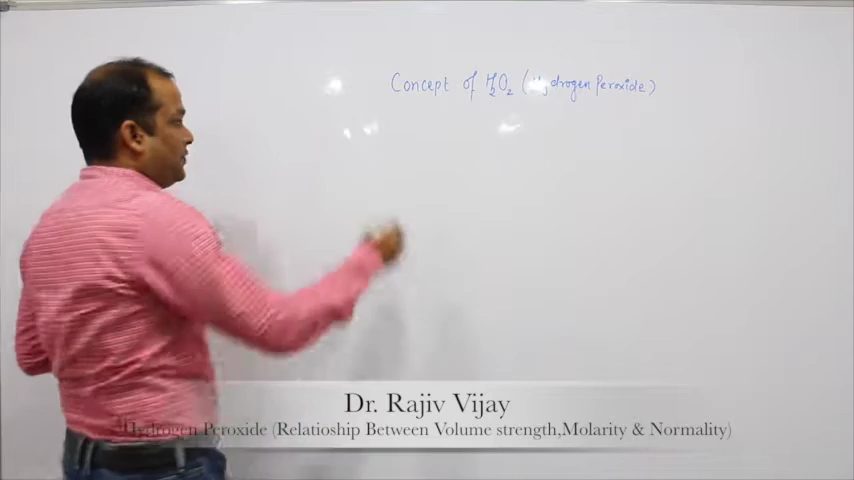 Concept of H2O2 (Hydrogen Peroxide)
Dr. Rajiv Vijay
Hydrogen Peroxide (Relatioship Between Volume strength,Molarity & Normality)